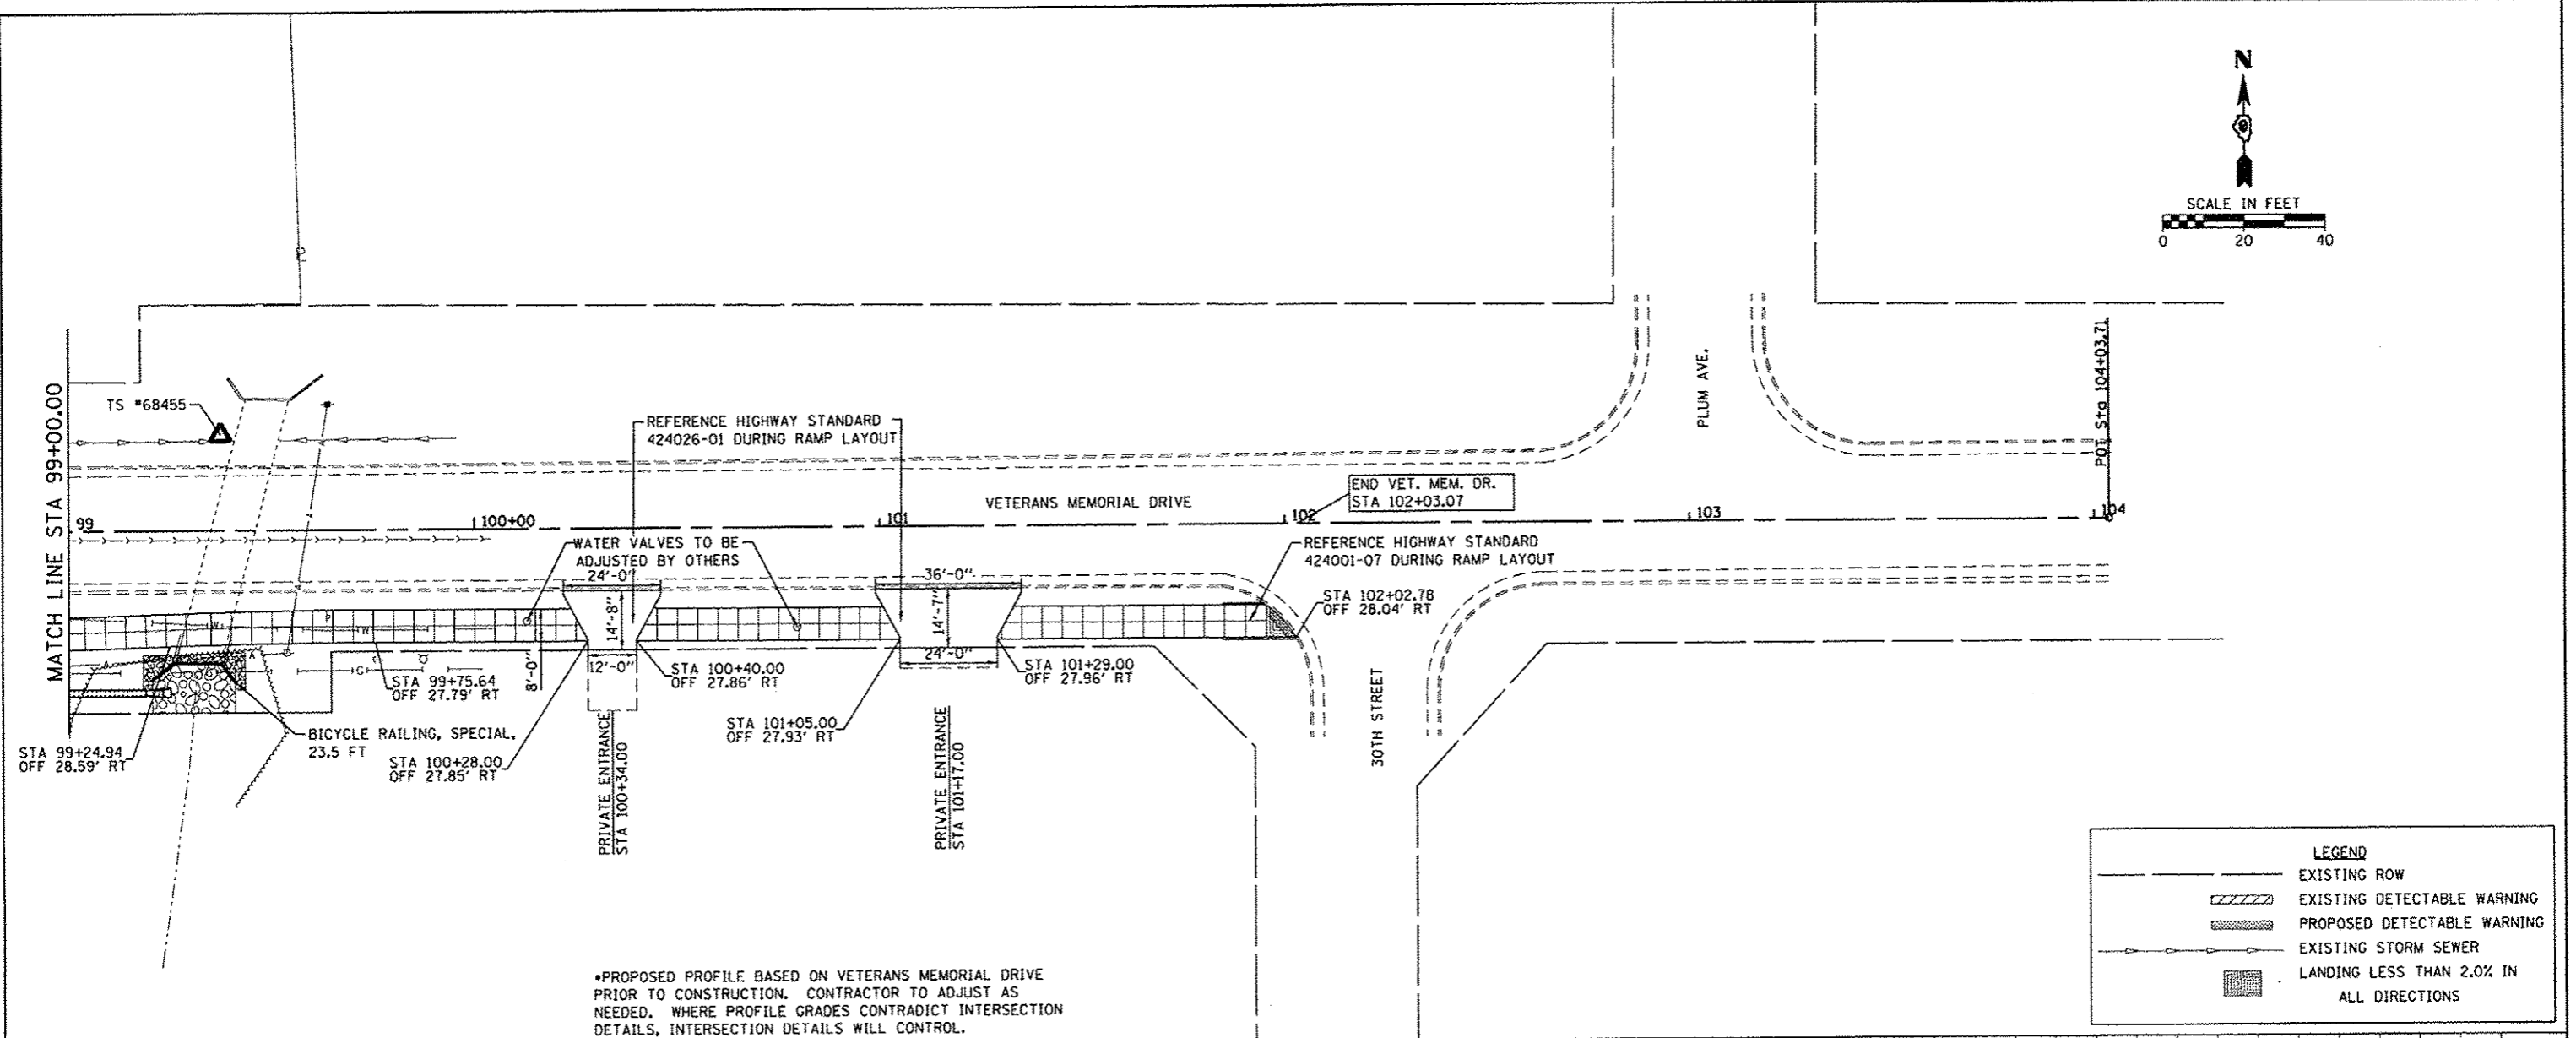 N
SCALE IN FEET
0 20 40
MATCH LINE STA 99+00.00
TS #68455
REFERENCE HIGHWAY STANDARD
424026-01 DURING RAMP LAYOUT
PLUM AVE.
POT Sta 104+03.71
END VET. MEM. DR.
STA 102+03.07
VETERANS MEMORIAL DRIVE
99
100+00
101
102
103
104
WATER VALVES TO BE
ADJUSTED BY OTHERS
REFERENCE HIGHWAY STANDARD
424001-07 DURING RAMP LAYOUT
24'-0"
36'-0"
14'-8"
14'-7"
STA 102+02.78
OFF 28.04' RT
8'-0"
12'-0"
24'-0"
STA 99+75.64
OFF 27.79' RT
STA 100+40.00
OFF 27.86' RT
STA 101+29.00
OFF 27.96' RT
STA 101+05.00
OFF 27.93' RT
BICYCLE RAILING, SPECIAL,
23.5 FT
STA 99+24.94
OFF 28.59' RT
STA 100+28.00
OFF 27.85' RT
PRIVATE ENTRANCE
STA 100+34.00
PRIVATE ENTRANCE
STA 101+17.00
30TH STREET
LEGEND
EXISTING ROW
EXISTING DETECTABLE WARNING
PROPOSED DETECTABLE WARNING
EXISTING STORM SEWER
LANDING LESS THAN 2.0% IN
ALL DIRECTIONS
•PROPOSED PROFILE BASED ON VETERANS MEMORIAL DRIVE
PRIOR TO CONSTRUCTION. CONTRACTOR TO ADJUST AS
NEEDED. WHERE PROFILE GRADES CONTRADICT INTERSECTION
DETAILS, INTERSECTION DETAILS WILL CONTROL.